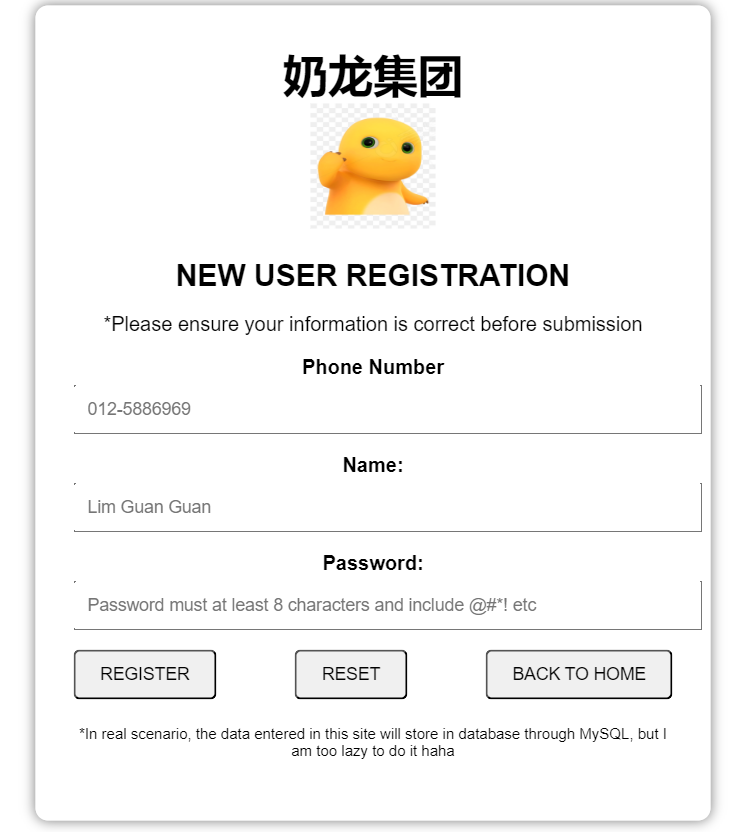 奶龙集团
NEW USER REGISTRATION
*Please ensure your information is correct before submission
Phone Number
012-5886969
Name:
Lim Guan Guan
Password:
Password must at least 8 characters and include @#*! etc
REGISTER RESET BACK TO HOME
*In real scenario, the data entered in this site will store in database through MySQL, but I
am too lazy to do it haha